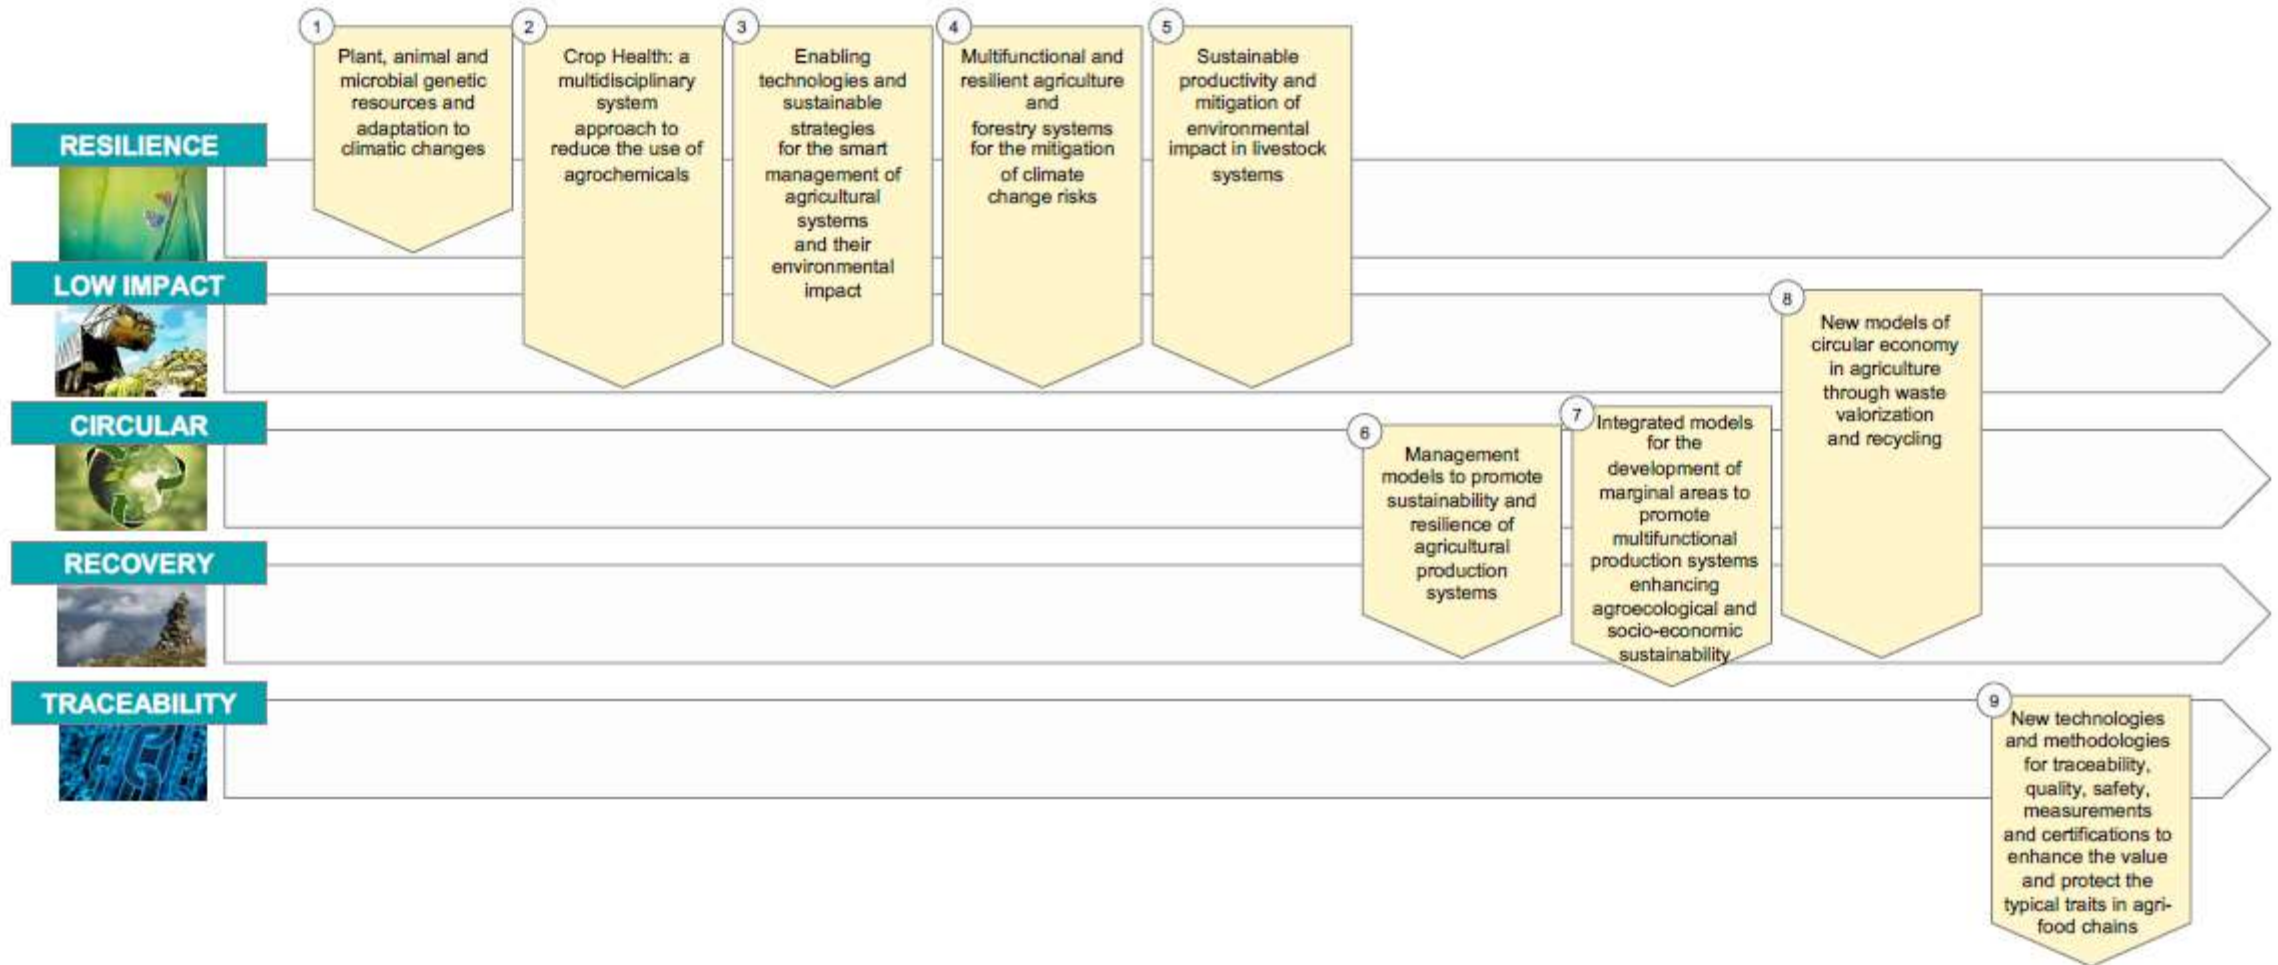 1
Plant, animal and
microbial genetic
resources and
adaptation to
climatic changes
2
Crop Health: a
multidisciplinary
system
approach to
reduce the use of
agrochemicals
3
Enabling
technologies and
sustainable
strategies
for the smart
management of
agricultural
systems
and their
environmental
impact
4
Multifunctional and
resilient agriculture
and
forestry systems
for the mitigation
of climate
change risks
5
Sustainable
productivity and
mitigation of
environmental
impact in livestock
systems
RESILIENCE
LOW IMPACT
8
New models of
circular economy
in agriculture
through waste
valorization
and recycling
CIRCULAR
6
Management
models to promote
sustainability and
resilience of
agricultural
production
systems
7
Integrated models
for the
development of
marginal areas to
promote
multifunctional
production systems
enhancing
agroecological and
socio-economic
sustainability
RECOVERY
TRACEABILITY
9
New technologies
and methodologies
for traceability,
quality, safety,
measurements
and certifications to
enhance the value
and protect the
typical traits in agri-
food chains